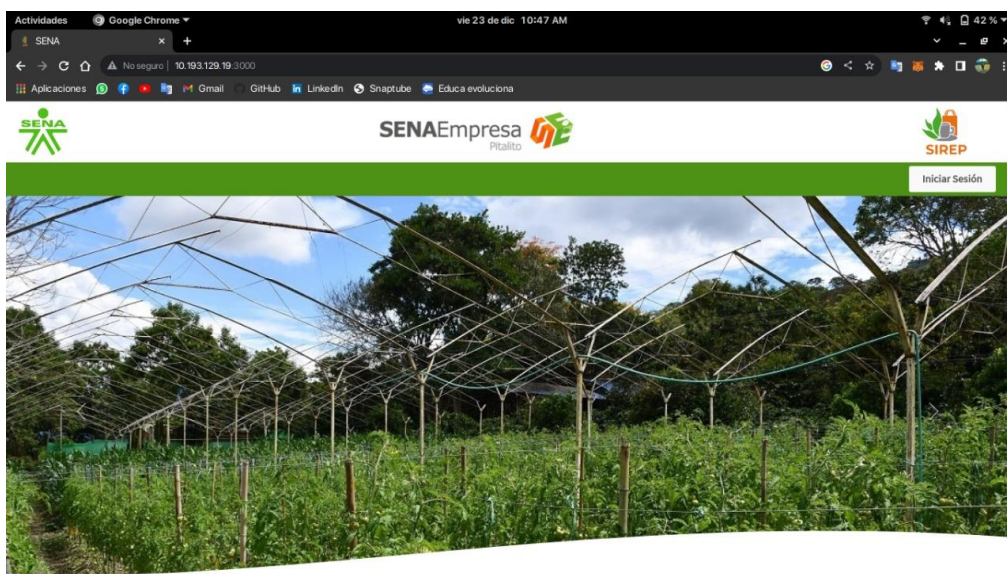 Actividades Google Chrome vie 23 de dic 10:47 AM 42 %
SENA
No seguro 10.193.129.19:3000
Aplicaciones Gmail GitHub LinkedIn Snaptube Educa evoluciona
SENA
SENAEmpresa
Pitalito
SIREP
Iniciar Sesión